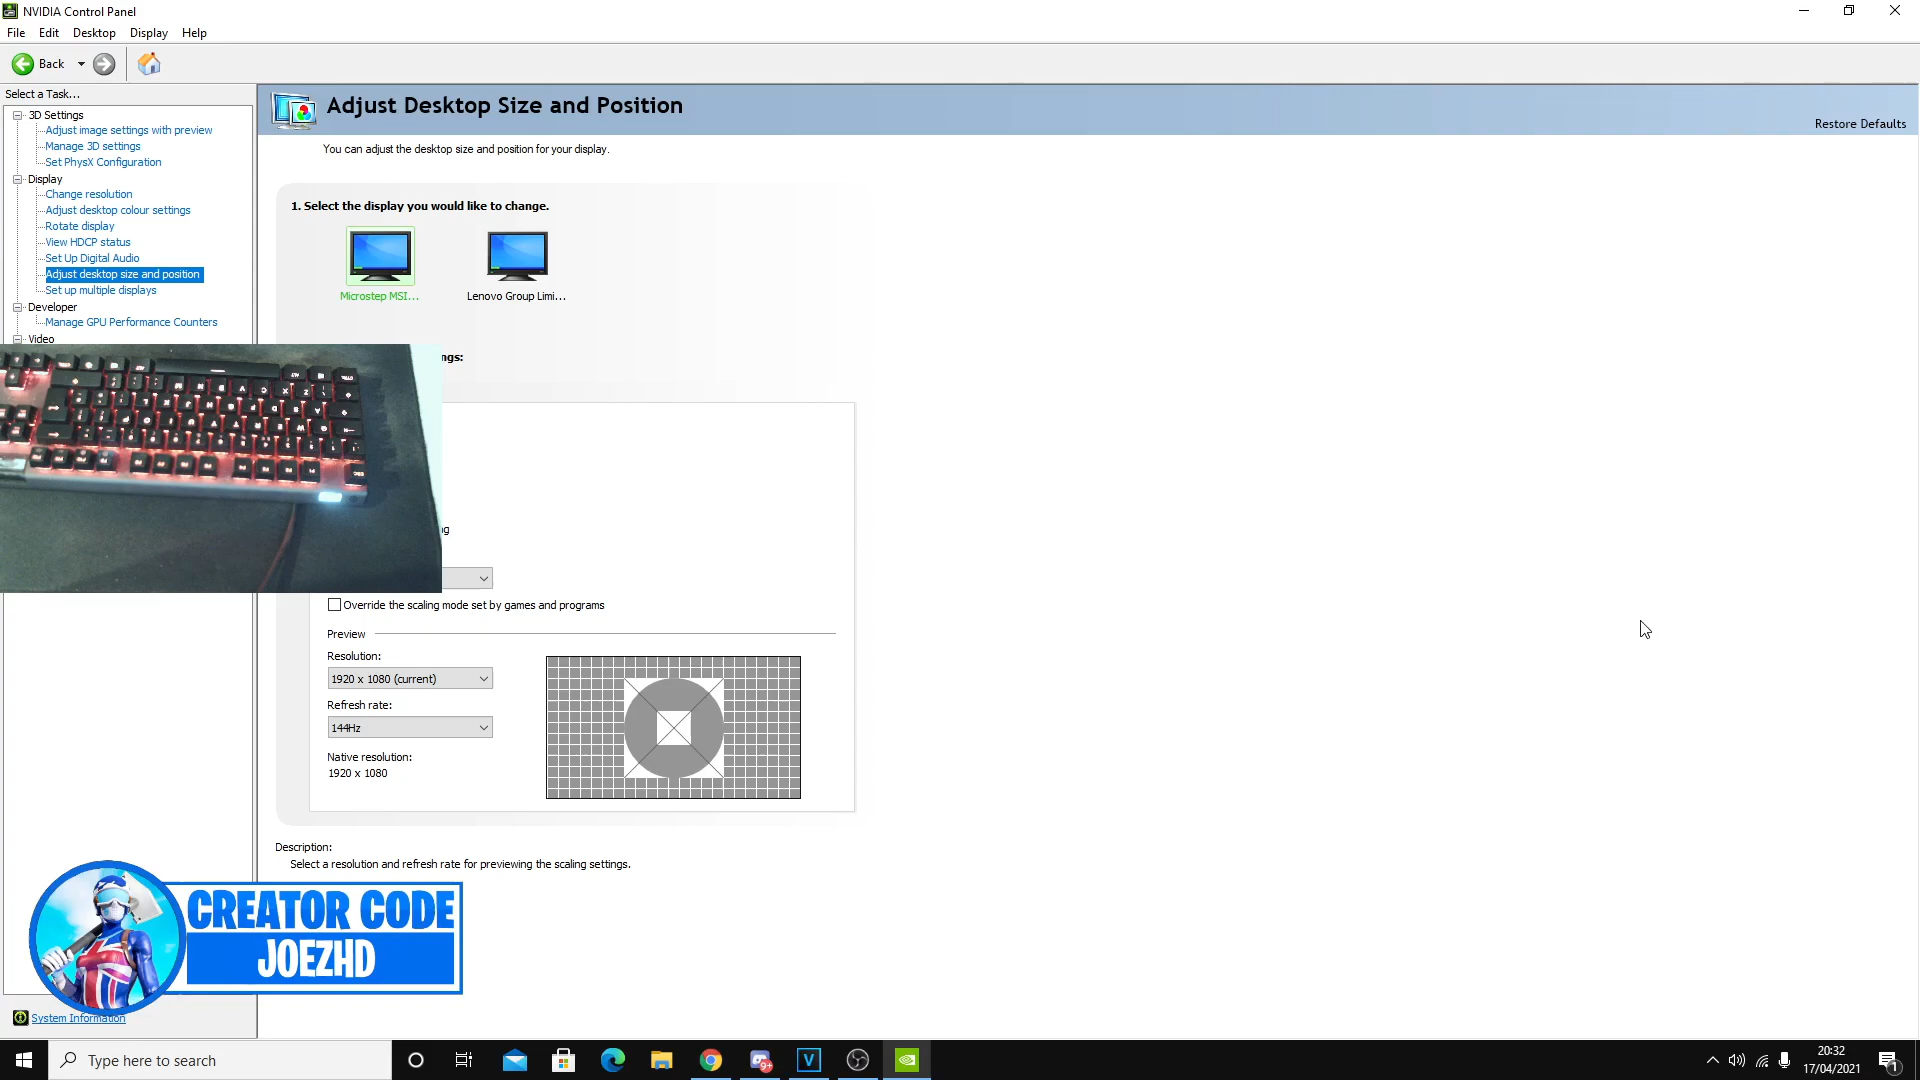 NVIDIA Control Panel
File Edit Desktop Display Help
Back
Select a Task...
3D Settings
Adjust image settings with preview
Manage 3D settings
Set PhysX Configuration
Display
Change resolution
Adjust desktop colour settings
Rotate display
View HDCP status
Set Up Digital Audio
Adjust desktop size and position
Set up multiple displays
Developer
Manage GPU Performance Counters
Video
System Information
Adjust Desktop Size and Position
Restore Defaults
You can adjust the desktop size and position for your display.
1. Select the display you would like to change.
Microstep MSI...
Lenovo Group Limi...
ngs:
Override the scaling mode set by games and programs
Preview
Resolution:
1920 x 1080 (current)
Refresh rate:
144Hz
Native resolution:
1920 x 1080
Description:
Select a resolution and refresh rate for previewing the scaling settings.
CREATOR CODE
JOEZHD
Type here to search
V
9+
20:32
17/04/2021
1